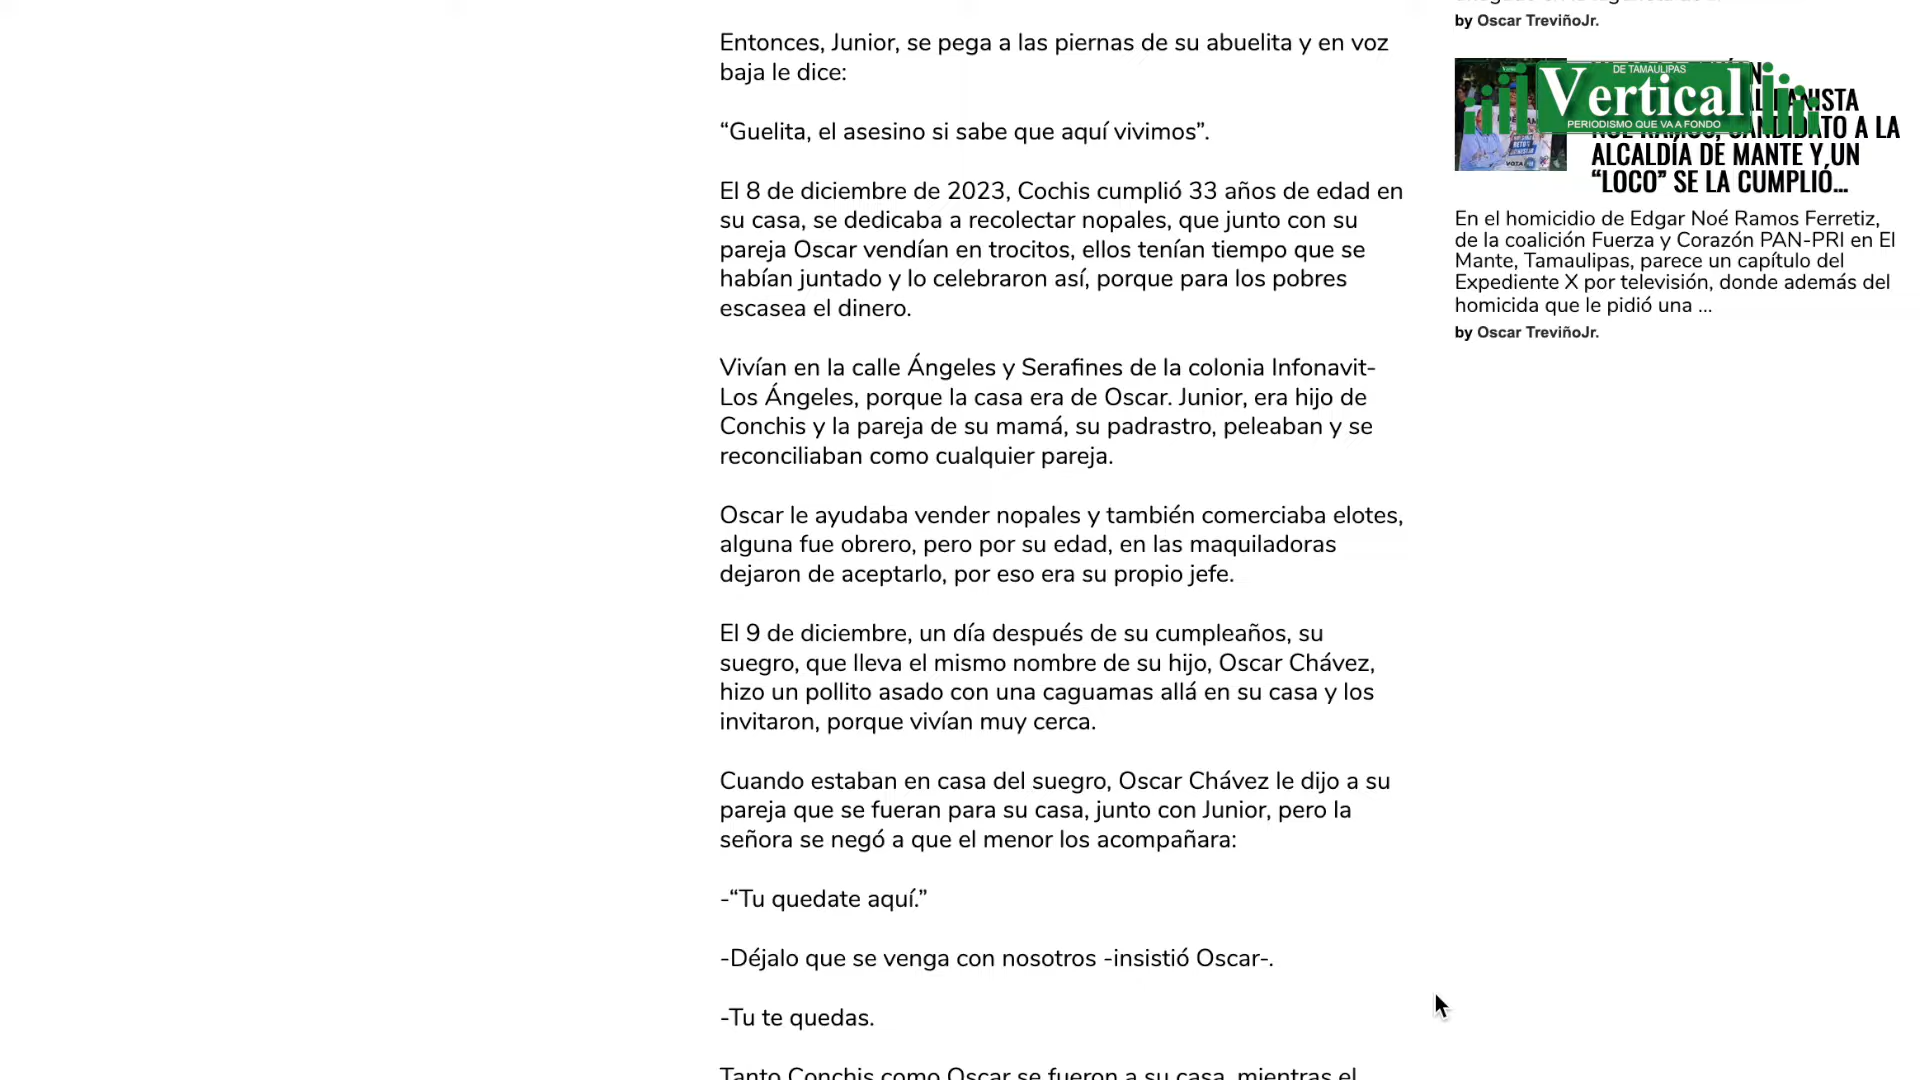 Entonces, Junior, se pega a las piernas de su abuelita y en voz
baja le dice:
“Guelita, el asesino si sabe que aquí vivimos”.
El 8 de diciembre de 2023, Cochis cumplió 33 años de edad en
su casa, se dedicaba a recolectar nopales, que junto con su
pareja Oscar vendían en trocitos, ellos tenían tiempo que se
habían juntado y lo celebraron así, porque para los pobres
escasea el dinero.
Vivían en la calle Ángeles y Serafines de la colonia Infonavit-
Los Ángeles, porque la casa era de Oscar. Junior, era hijo de
Conchis y la pareja de su mamá, su padrastro, peleaban y se
reconciliaban como cualquier pareja.
Oscar le ayudaba vender nopales y también comerciaba elotes,
alguna fue obrero, pero por su edad, en las maquiladoras
dejaron de aceptarlo, por eso era su propio jefe.
El 9 de diciembre, un día después de su cumpleaños, su
suegro, que lleva el mismo nombre de su hijo, Oscar Chávez,
hizo un pollito asado con una caguamas allá en su casa y los
invitaron, porque vivían muy cerca.
Cuando estaban en casa del suegro, Oscar Chávez le dijo a su
pareja que se fueran para su casa, junto con Junior, pero la
señora se negó a que el menor los acompañara:
-“Tu quedate aquí.”
-Déjalo que se venga con nosotros -insistió Oscar-.
-Tu te quedas.
Tanto Conchis como Oscar se fueron a su casa, mientras el
by Oscar TreviñoJr.
DE TAMAULIPAS
Vertical
PERIODISMO QUE VA A FONDO
NOÉ RAMOS, CANDIDATO A LA
ALCALDÍA DE MANTE Y UN
“LOCO” SE LA CUMPLIÓ...
En el homicidio de Edgar Noé Ramos Ferretiz,
de la coalición Fuerza y Corazón PAN-PRI en El
Mante, Tamaulipas, parece un capítulo del
Expediente X por televisión, donde además del
homicida que le pidió una ...
by Oscar TreviñoJr.